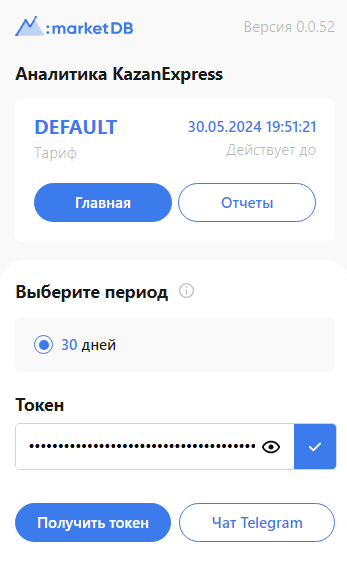 :marketDB Версия 0.0.52
Аналитика KazanExpress
DEFAULT 30.05.2024 19:51:21
Тариф Действует до
Главная Отчеты
Выберите период
30 дней
Токен
Получить токен Чат Telegram